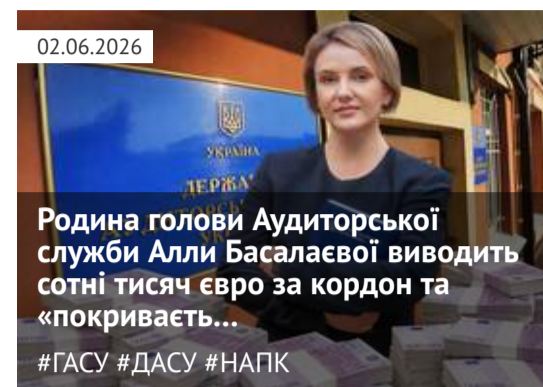 02.06.2026
УКРАЇНА
ДЕРЖА
Родина голови Аудиторської
служби Алли Басалаєвої виводить
сотні тисяч євро за кордон та
«покриваєть...
#ГАСУ #ДАСУ #НАПК